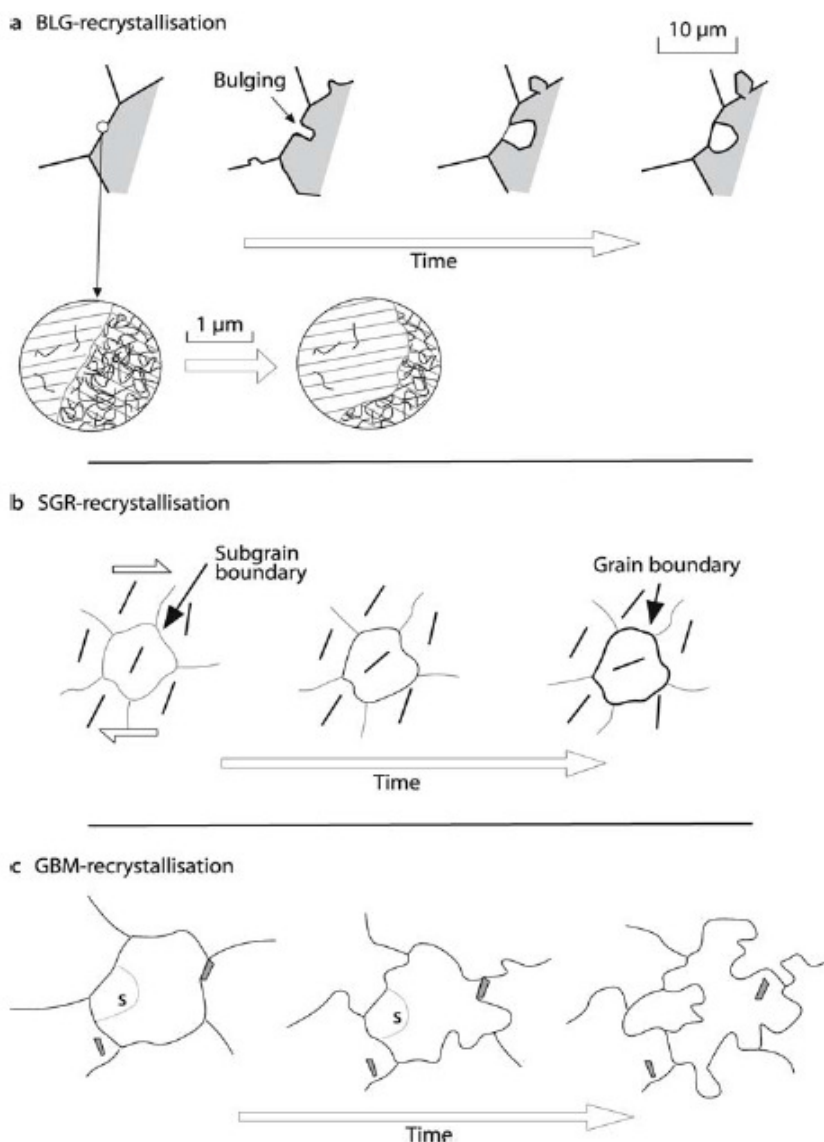 a BLG-recrystallisation
10 µm
Bulging
Time
1 µm
b SGR-recrystallisation
Subgrain
boundary
Grain boundary
Time
c GBM-recrystallisation
S
S
Time